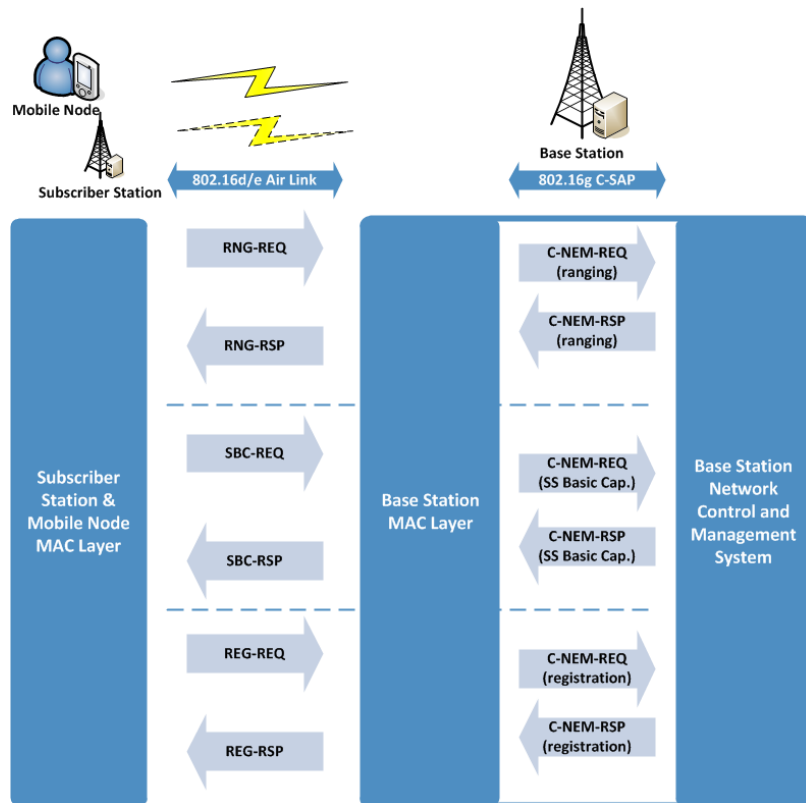 Mobile Node
Subscriber Station
802.16d/e Air Link
Base Station
802.16g C-SAP
RNG-REQ
C-NEM-REQ
(ranging)
RNG-RSP
C-NEM-RSP
(ranging)
Subscriber
Station &
Mobile Node
MAC Layer
SBC-REQ
SBC-RSP
Base Station
MAC Layer
C-NEM-REQ
(SS Basic Cap.)
C-NEM-RSP
(SS Basic Cap.)
Base Station
Network
Control and
Management
System
REG-REQ
C-NEM-REQ
(registration)
REG-RSP
C-NEM-RSP
(registration)